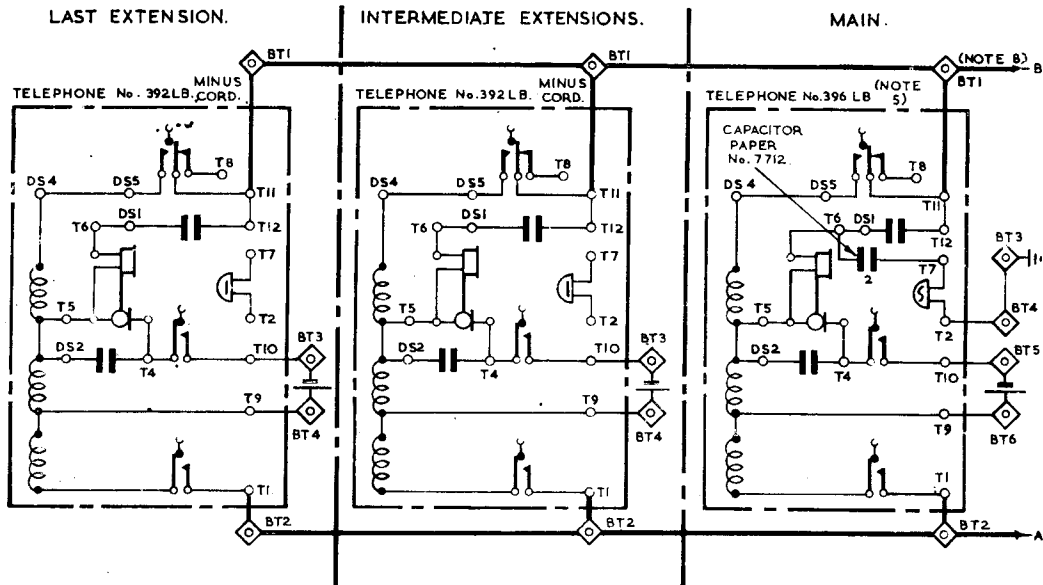 LAST EXTENSION.
INTERMEDIATE EXTENSIONS.
MAIN.
BT1
BT1
(NOTE B)
B
BT1
TELEPHONE No. 392LB.
MINUS CORD.
TELEPHONE No.392LB.
MINUS CORD.
TELEPHONE No.396 LB
(NOTE 5)
CAPACITOR
PAPER
No. 7712.
T8
T8
T8
DS4
DS5
T11
DS4
DS5
T11
DS4
DS5
T11
T6
DS1
T12
T6
DS1
T12
T6
DS1
T12
BT3
T7
T7
2
T7
T5
T2
T5
T2
T5
T2
BT4
DS2
T4
T10
BT3
DS2
T4
T10
BT3
DS2
T4
T10
BT5
T9
BT4
T9
BT4
T9
BT6
T1
T1
T1
BT2
BT2
BT2
A